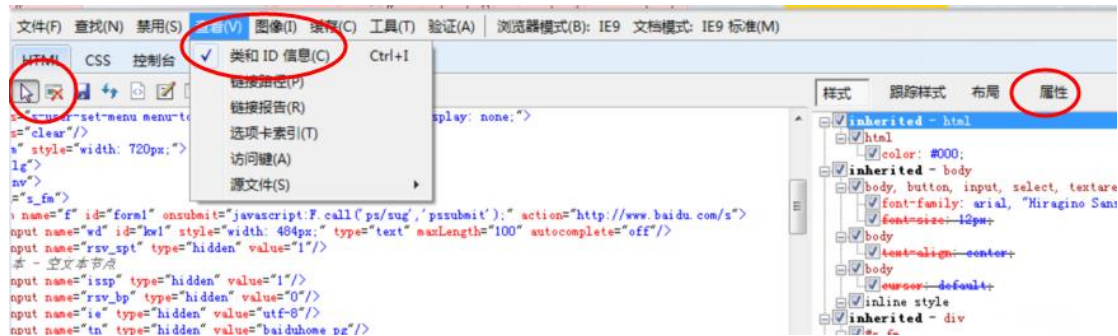 文件(F) 查找(N) 禁用(S) 查看(V) 图像(I) 缓存(C) 工具(T) 验证(A) 浏览器模式(B): IE9 文档模式: IE9 标准(M)
HTML CSS 控制台
✓ 类和 ID 信息(C) Ctrl+I
链接路径(P)
链接报告(R)
选项卡索引(T)
访问键(A)
源文件(S)
样式 跟踪样式 布局 属性
s="s-user-set-menu menu-to
splay: none;">
s="clear"/>
" style="width: 720px;">
lg">
nv">
="s_fm">
name="f" id="form1" onsubmit="javascript:F.call('ps/sug','pssubmit');" action="http://www.baidu.com/s">
nput name="wd" id="kw1" style="width: 484px;" type="text" maxLength="100" autocomplete="off"/>
nput name="rsv_spt" type="hidden" value="1"/>
本 - 空文本节点
nput name="issp" type="hidden" value="1"/>
nput name="rsv_bp" type="hidden" value="0"/>
nput name="ie" type="hidden" value="utf-8"/>
nput name="tn" type="hidden" value="baiduhome_pg"/>
inherited - html
html
color: #000;
inherited - body
body, button, input, select, textare
font-family: arial, "Hiragino Sans
font-size: 12px;
body
text-align: center;
body
cursor: default;
inline style
inherited - div
#s_fm